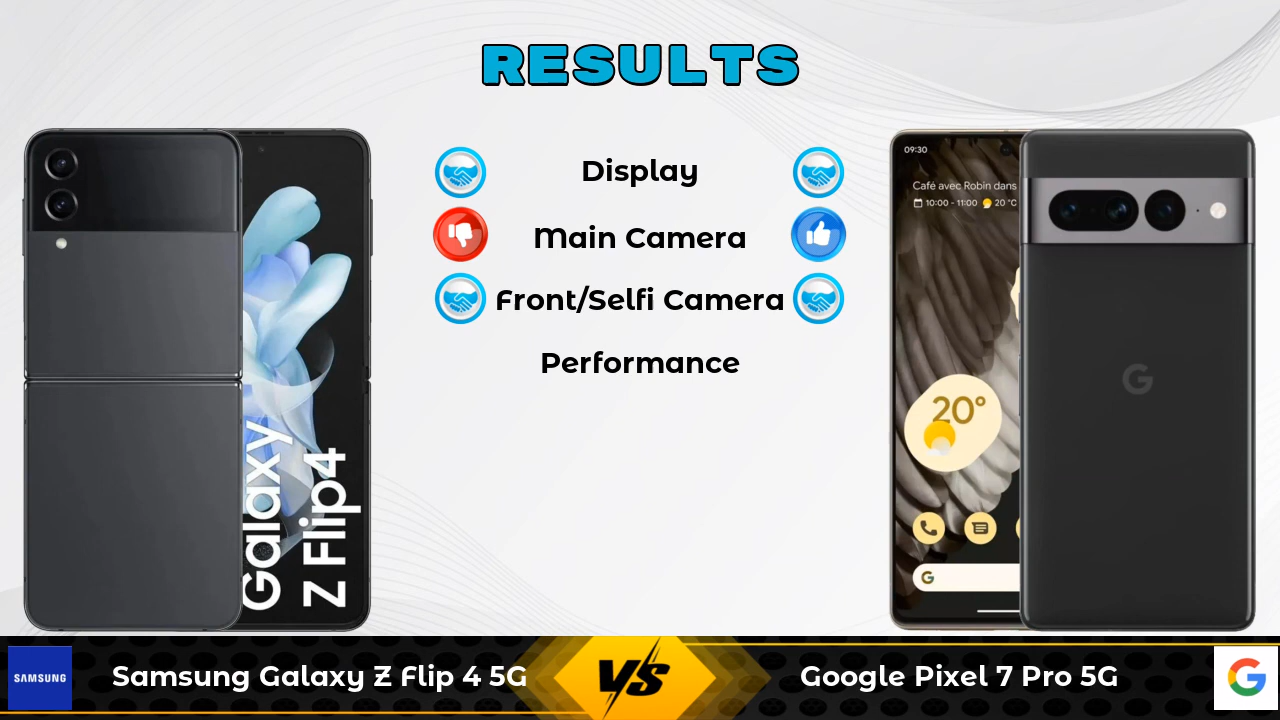 RESULTS
Display
Main Camera
Front/Selfi Camera
Performance
Galaxy
Z Flip4
09:30
Café avec Robin dans
10:00 - 11:00 20 °C
20°
G
G
SAMSUNG
Samsung Galaxy Z Flip 4 5G
VS
Google Pixel 7 Pro 5G
G